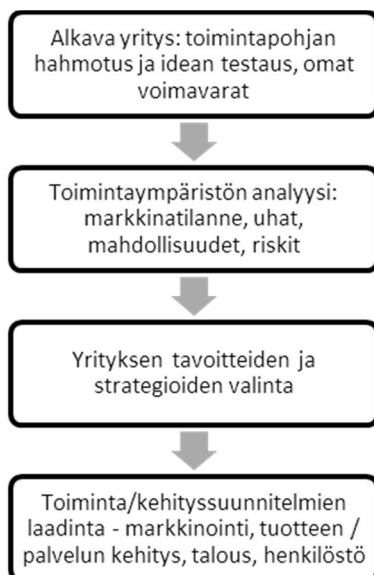 Alkava yritys: toimintapohjan
hahmotus ja idean testaus, omat
voimavarat
Toimintaympäristön analyysi:
markkinatilanne, uhat,
mahdollisuudet, riskit
Yrityksen tavoitteiden ja
strategioiden valinta
Toiminta/kehityssuunnitelmien
laadinta - markkinointi, tuotteen /
palvelun kehitys, talous, henkilöstö